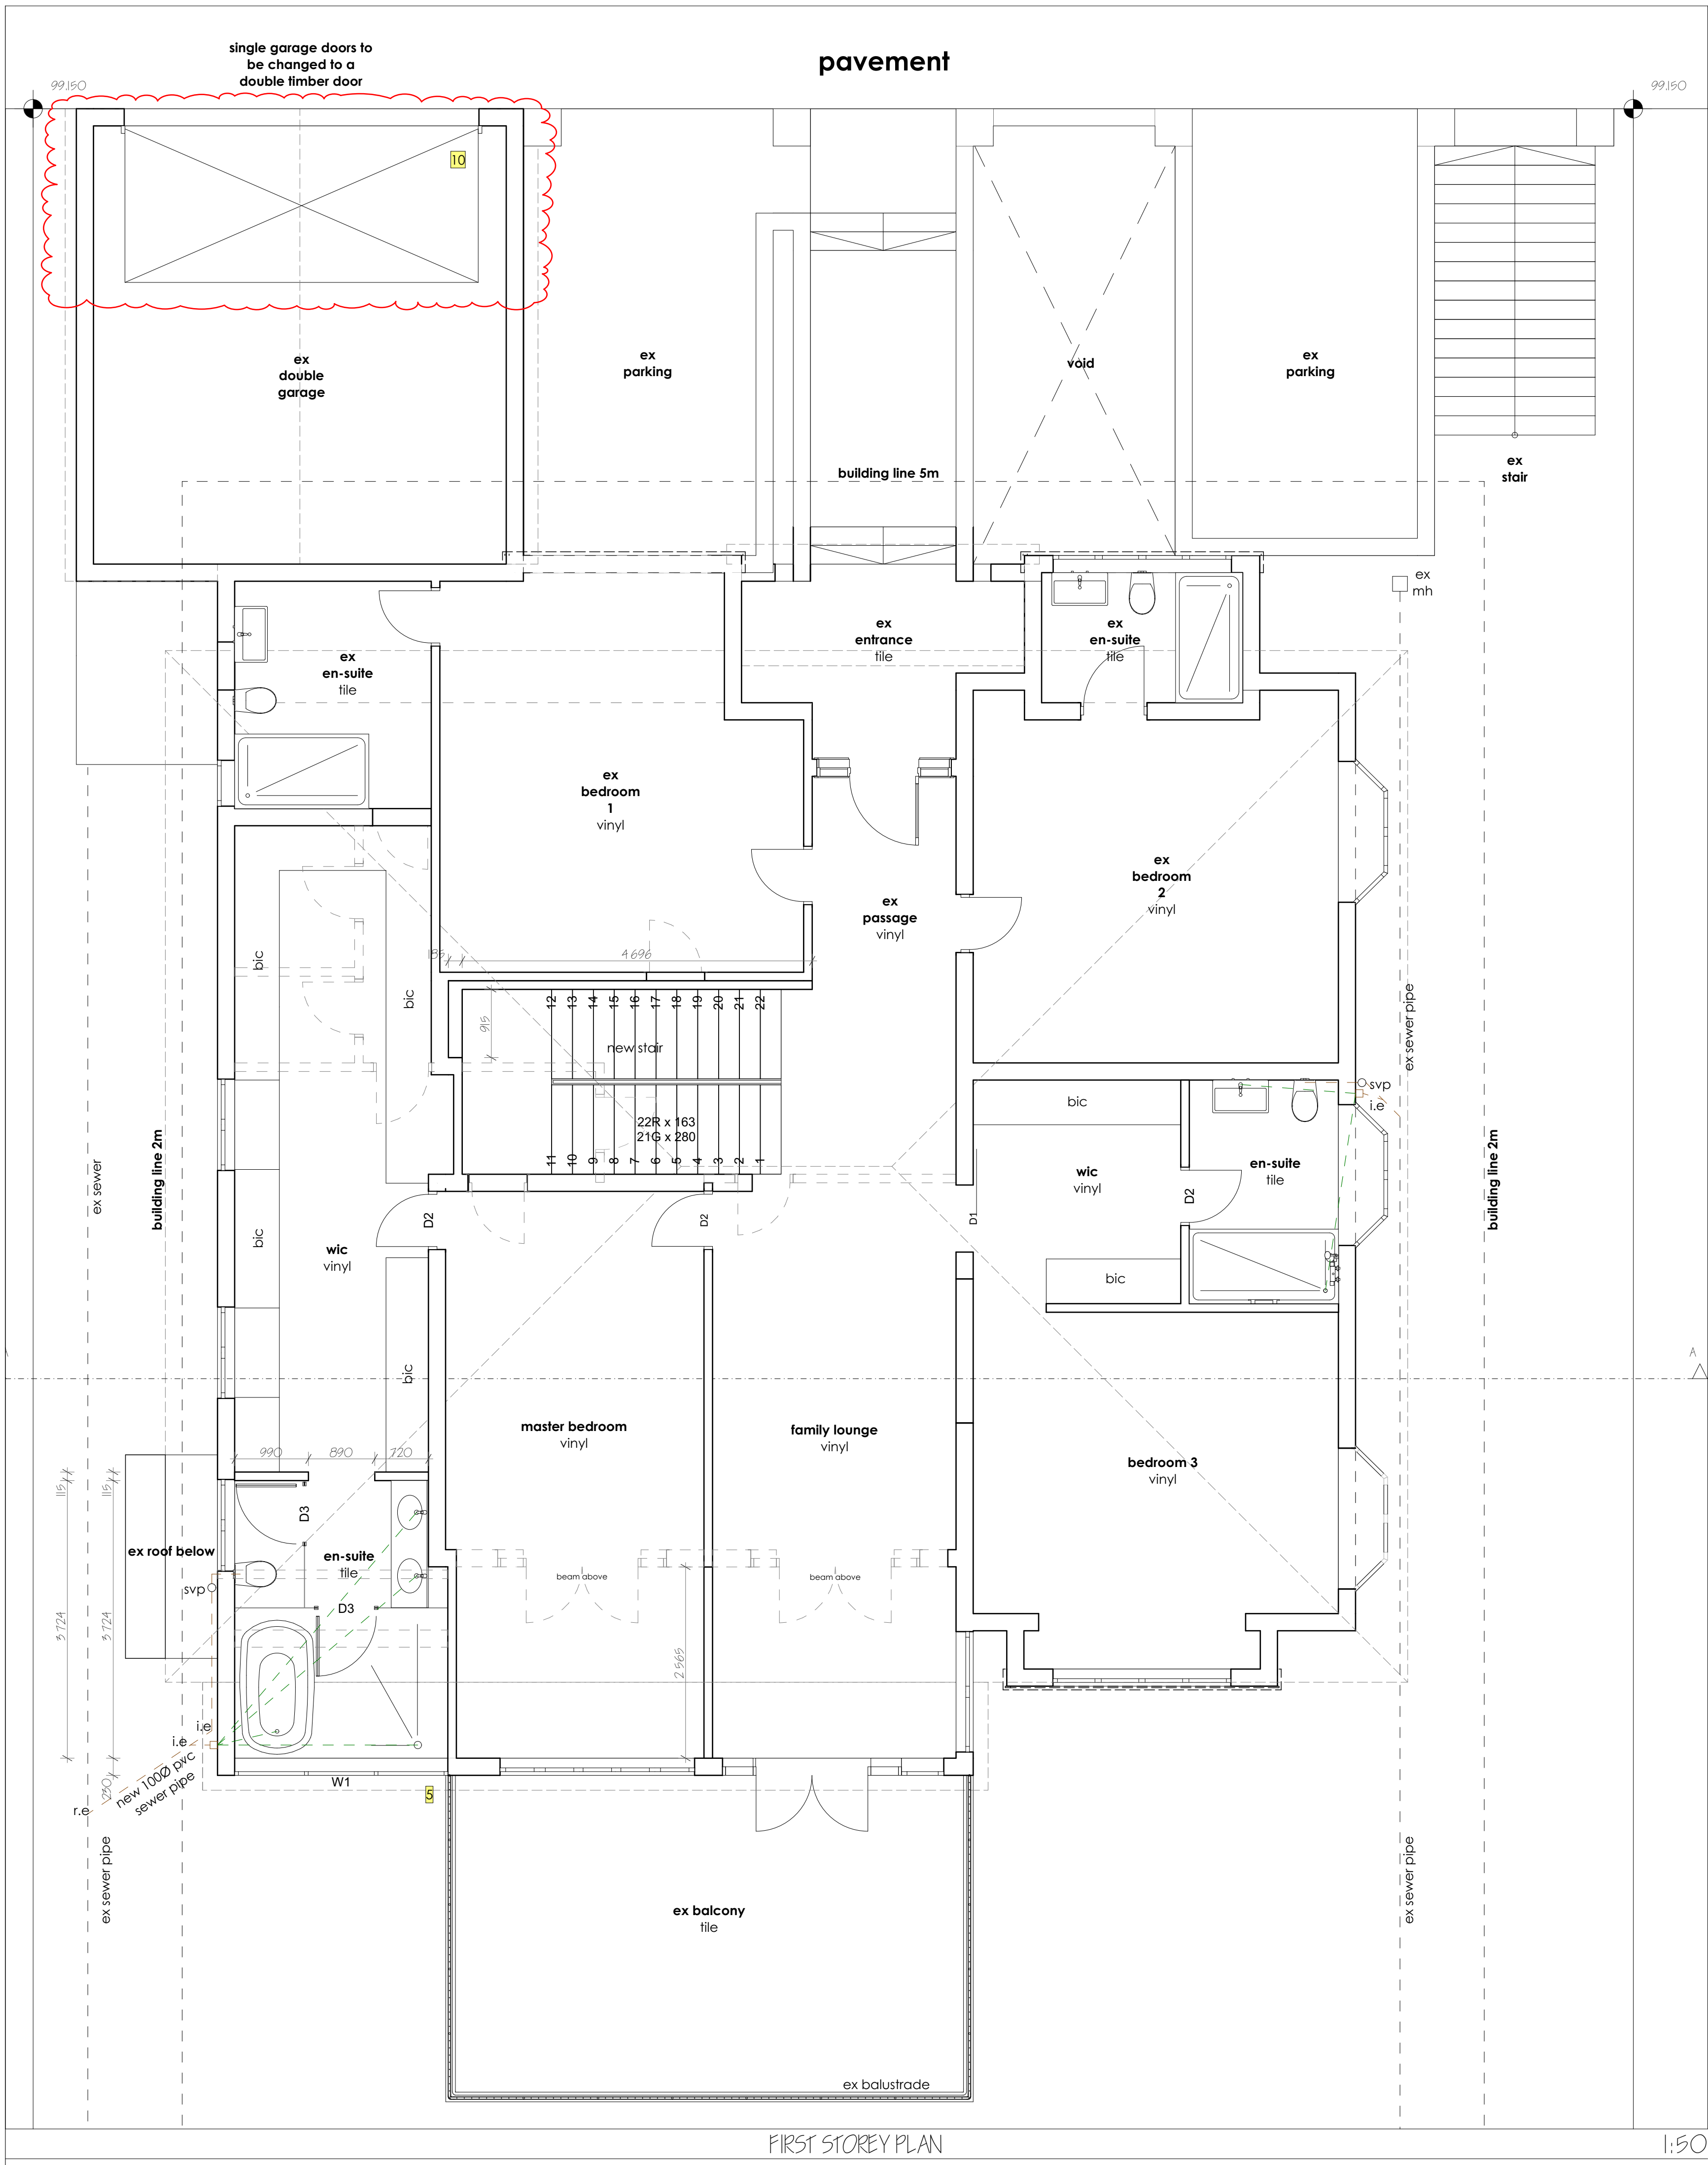 single garage doors to
be changed to a
double timber door
pavement
99.150
99.150
10
ex
double
garage
ex
parking
void
ex
parking
building line 5m
ex
stair
ex
mh
ex
en-suite
tile
ex
entrance
tile
ex
en-suite
tile
ex
bedroom
1
vinyl
ex
bedroom
2
vinyl
ex
passage
vinyl
185
4 696
bic
bic
12
13
14
15
16
17
18
19
20
21
22
915
new stair
22R x 163
21G x 280
11
10
9
8
7
6
5
4
3
2
1
ex sewer pipe
svp
i.e
bic
wic
vinyl
D2
en-suite
tile
bic
D1
ex sewer
building line 2m
building line 2m
bic
wic
vinyl
D2
D2
bic
A
master bedroom
vinyl
family lounge
vinyl
bedroom 3
vinyl
990
890
720
115
115
D3
ex roof below
en-suite
tile
svp
D3
beam above
beam above
3 724
3 724
2 565
i.e
i.e
new 100Ø pvc
sewer pipe
250
r.e
W1
5
ex sewer pipe
ex sewer pipe
ex balcony
tile
ex balustrade
FIRST STOREY PLAN
1:50